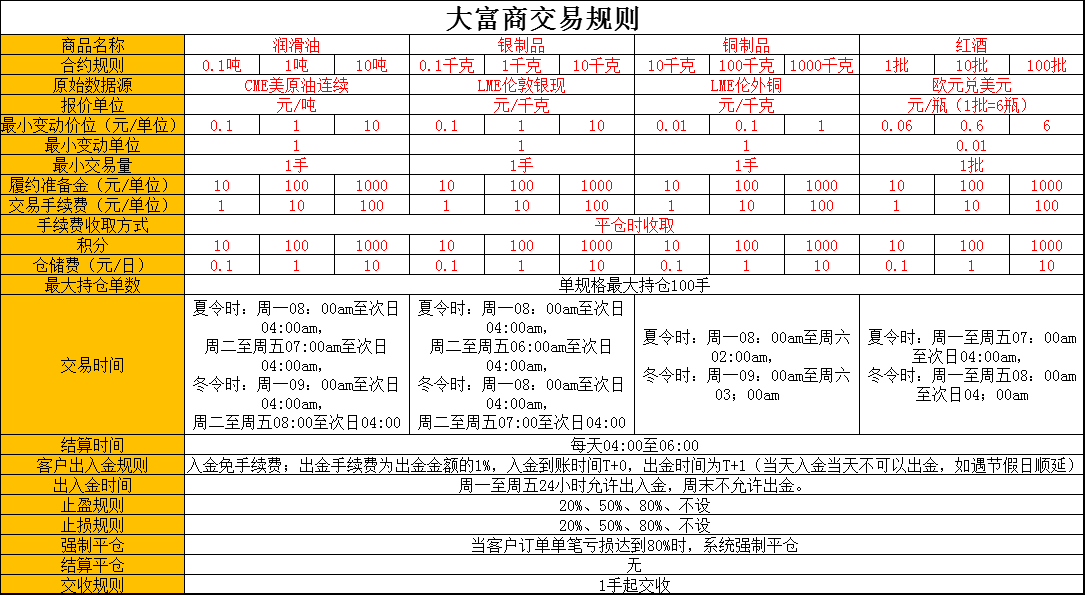 大富商交易规则
商品名称 润滑油 银制品 铜制品 红酒
合约规则 0.1吨 1吨 10吨 0.1千克 1千克 10千克 10千克 100千克 1000千克 1批 10批 100批
原始数据源 CME美原油连续 LME伦敦银现 LME伦外铜 欧元兑美元
报价单位 元/吨 元/千克 元/千克 元/瓶（1批=6瓶）
最小变动价位（元/单位） 0.1 1 10 0.1 1 10 0.01 0.1 1 0.06 0.6 6
最小变动单位 1 1 1 0.01
最小交易量 1手 1手 1手 1批
履约准备金（元/单位） 10 100 1000 10 100 1000 10 100 1000 10 100 1000
交易手续费（元/单位） 1 10 100 1 10 100 1 10 100 1 10 100
手续费收取方式 平仓时收取
积分 10 100 1000 10 100 1000 10 100 1000 10 100 1000
仓储费（元/日） 0.1 1 10 0.1 1 10 0.1 1 10 0.1 1 10
最大持仓单数 单规格最大持仓100手
交易时间
夏令时：周一08：00am至次日
04:00am,
周二至周五07:00am至次日
04:00am,
冬令时：周一09：00am至次日
04:00am,
周二至周五08:00至次日04:00
夏令时：周一08：00am至次日
04:00am,
周二至周五06:00am至次日
04:00am,
冬令时：周一08：00am至次日
04:00am,
周二至周五07:00至次日04:00
夏令时：周一08：00am至周六
02:00am,
冬令时：周一09：00am至周六
03；00am
夏令时：周一至周五07：00am
至次日04:00am,
冬令时：周一至周五08：00am
至次日04；00am
结算时间 每天04:00至06:00
客户出入金规则 入金免手续费；出金手续费为出金金额的1%，入金到账时间T+0，出金时间为T+1（当天入金当天不可以出金，如遇节假日顺延）
出入金时间 周一至周五24小时允许出入金，周末不允许出金。
止盈规则 20%、50%、80%、不设
止损规则 20%、50%、80%、不设
强制平仓 当客户订单单笔亏损达到80%时，系统强制平仓
结算平仓 无
交收规则 1手起交收